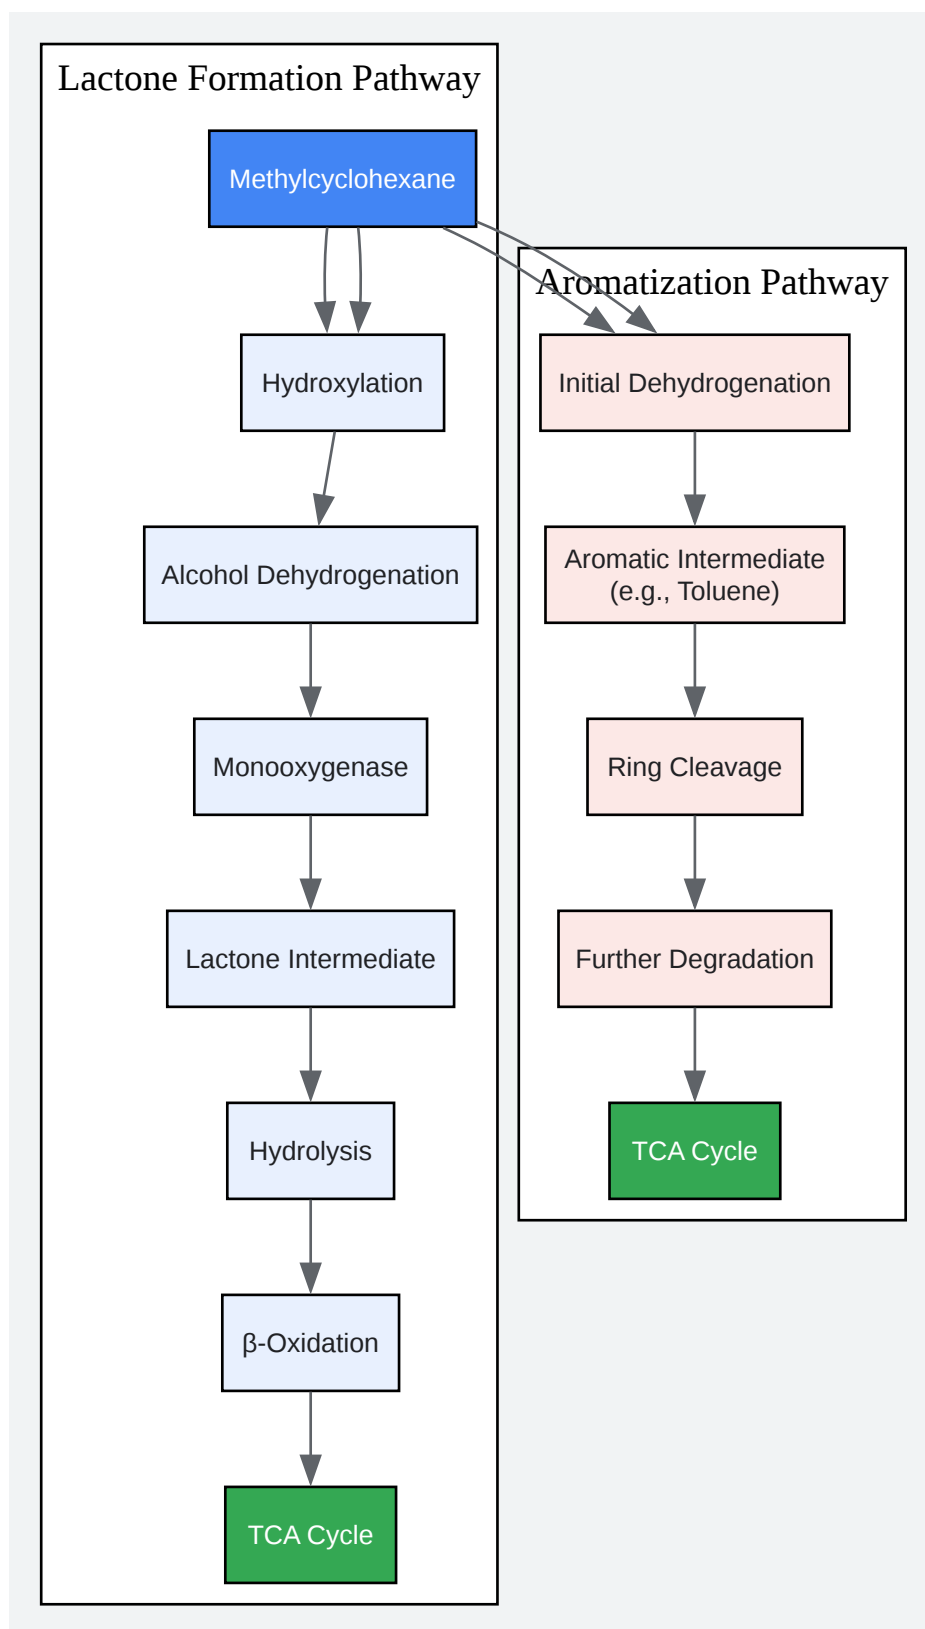 Lactone Formation Pathway
Methylcyclohexane
Hydroxylation
Alcohol Dehydrogenation
Monooxygenase
Lactone Intermediate
Hydrolysis
β-Oxidation
TCA Cycle
Aromatization Pathway
Initial Dehydrogenation
Aromatic Intermediate
(e.g., Toluene)
Ring Cleavage
Further Degradation
TCA Cycle